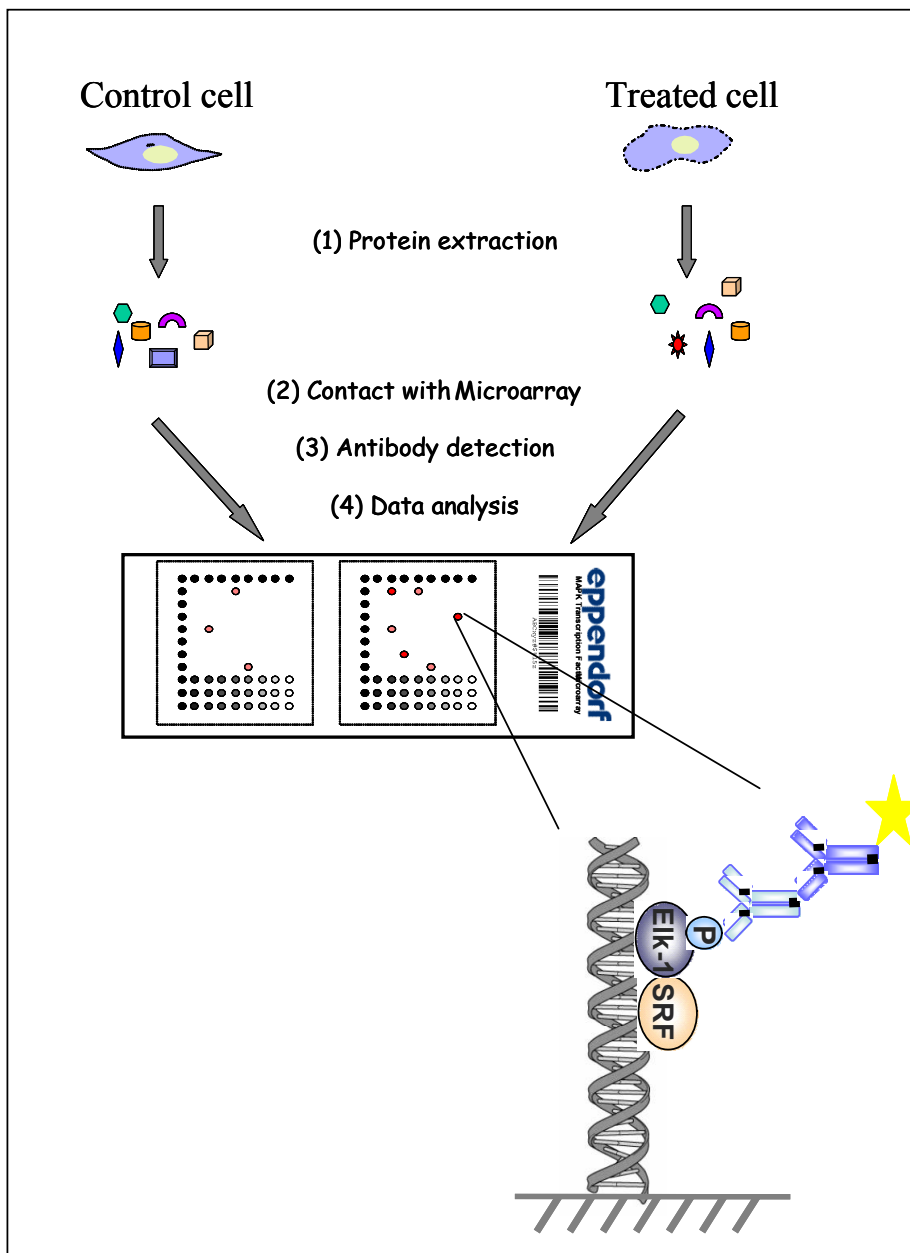 Control cell
Treated cell
(1) Protein extraction
(2) Contact with Microarray
(3) Antibody detection
(4) Data analysis
eppendorf
MAPK Transcription Factor Microarray
P
Elk-1
SRF